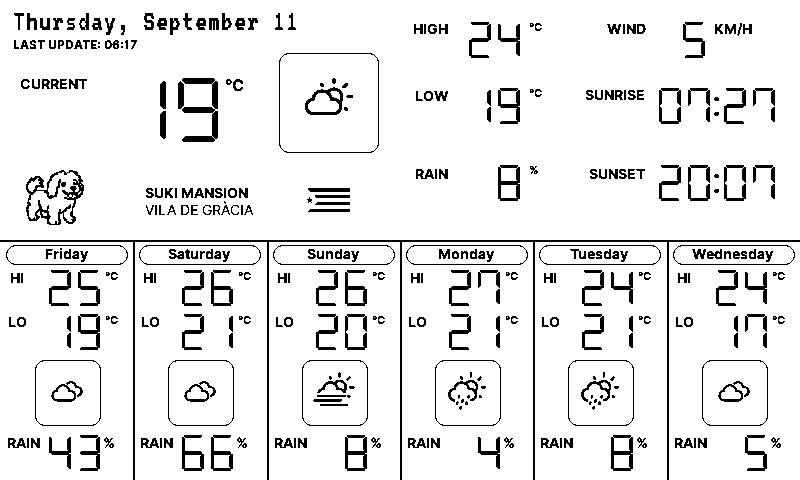 Thursday, September 11
LAST UPDATE: 06:17
CURRENT 19 °C
HIGH 24 °C
LOW 19 °C
RAIN 8 %
WIND 5 KM/H
SUNRISE 07:27
SUNSET 20:07
SUKI MANSION
VILA DE GRÀCIA
Friday
HI 25 °C
LO 19 °C
RAIN 43 %
Saturday
HI 26 °C
LO 21 °C
RAIN 66 %
Sunday
HI 26 °C
LO 20 °C
RAIN 8 %
Monday
HI 27 °C
LO 21 °C
RAIN 4 %
Tuesday
HI 24 °C
LO 21 °C
RAIN 8 %
Wednesday
HI 24 °C
LO 17 °C
RAIN 5 %